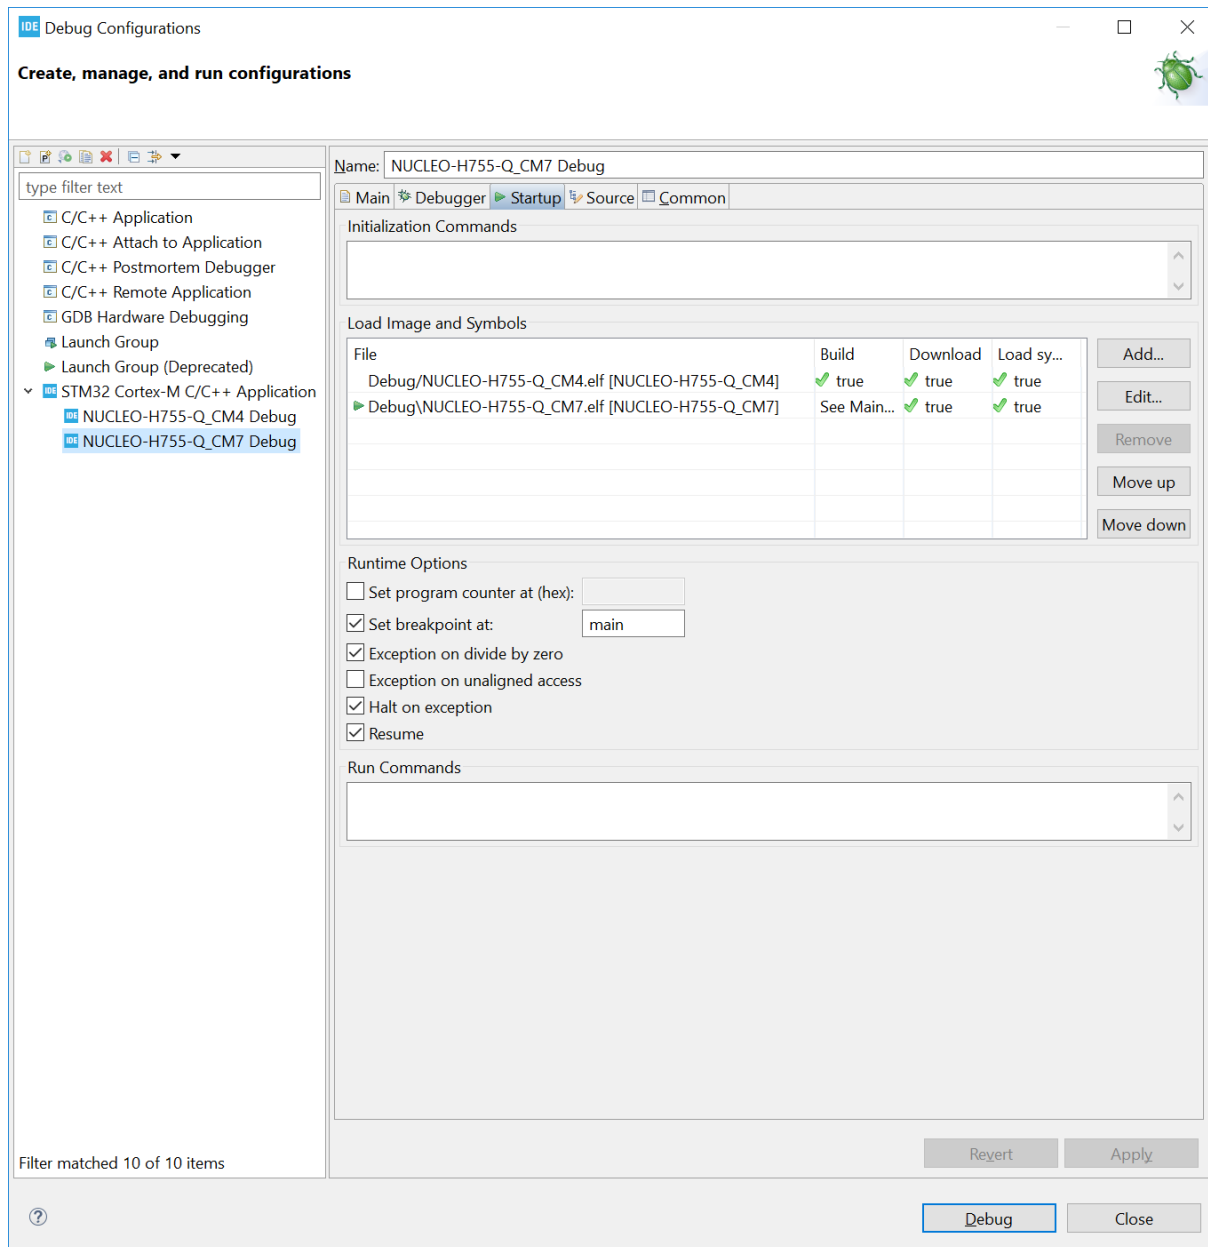 IDE Debug Configurations
Create, manage, and run configurations
type filter text
C/C++ Application
C/C++ Attach to Application
C/C++ Postmortem Debugger
C/C++ Remote Application
GDB Hardware Debugging
Launch Group
Launch Group (Deprecated)
IDE STM32 Cortex-M C/C++ Application
IDE NUCLEO-H755-Q_CM4 Debug
IDE NUCLEO-H755-Q_CM7 Debug
Filter matched 10 of 10 items
Name: NUCLEO-H755-Q_CM7 Debug
Main Debugger Startup Source Common
Initialization Commands
Load Image and Symbols
File Build Download Load sy...
Debug/NUCLEO-H755-Q_CM4.elf [NUCLEO-H755-Q_CM4] true true true
Debug\NUCLEO-H755-Q_CM7.elf [NUCLEO-H755-Q_CM7] See Main... true true
Add...
Edit...
Remove
Move up
Move down
Runtime Options
Set program counter at (hex):
Set breakpoint at: main
Exception on divide by zero
Exception on unaligned access
Halt on exception
Resume
Run Commands
Revert Apply
? Debug Close